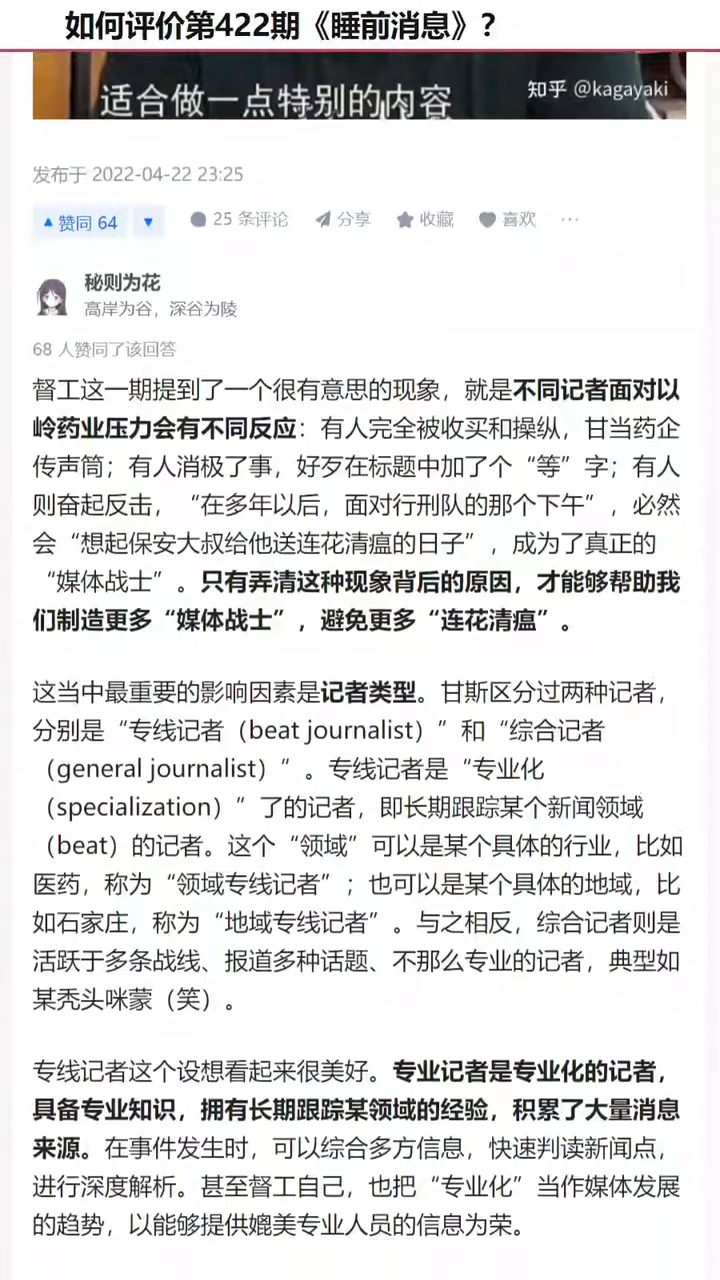 如何评价第422期《睡前消息》?
适合做一点特别的内容
知乎 @kagayaki
发布于 2022-04-22 23:25
赞同 64
25 条评论
分享
收藏
喜欢
秘则为花
高岸为谷，深谷为陵
68 人赞同了该回答
督工这一期提到了一个很有意思的现象，就是不同记者面对以
岭药业压力会有不同反应：有人完全被收买和操纵，甘当药企
传声筒；有人消极了事，好歹在标题中加了个“等”字；有人
则奋起反击，“在多年以后，面对行刑队的那个下午”，必然
会“想起保安大叔给他送连花清瘟的日子”，成为了真正的
“媒体战士”。只有弄清这种现象背后的原因，才能够帮助我
们制造更多“媒体战士”，避免更多“连花清瘟”。
这当中最重要的影响因素是记者类型。甘斯区分过两种记者，
分别是“专线记者（beat journalist）”和“综合记者
（general journalist）”。专线记者是“专业化
（specialization）”了的记者，即长期跟踪某个新闻领域
（beat）的记者。这个“领域”可以是某个具体的行业，比如
医药，称为“领域专线记者”；也可以是某个具体的地域，比
如石家庄，称为“地域专线记者”。与之相反，综合记者则是
活跃于多条战线、报道多种话题、不那么专业的记者，典型如
某秃头咪蒙（笑）。
专线记者这个设想看起来很美好。专业记者是专业化的记者，
具备专业知识，拥有长期跟踪某领域的经验，积累了大量消息
来源。在事件发生时，可以综合多方信息，快速判读新闻点，
进行深度解析。甚至督工自己，也把“专业化”当作媒体发展
的趋势，以能够提供媲美专业人员的信息为荣。